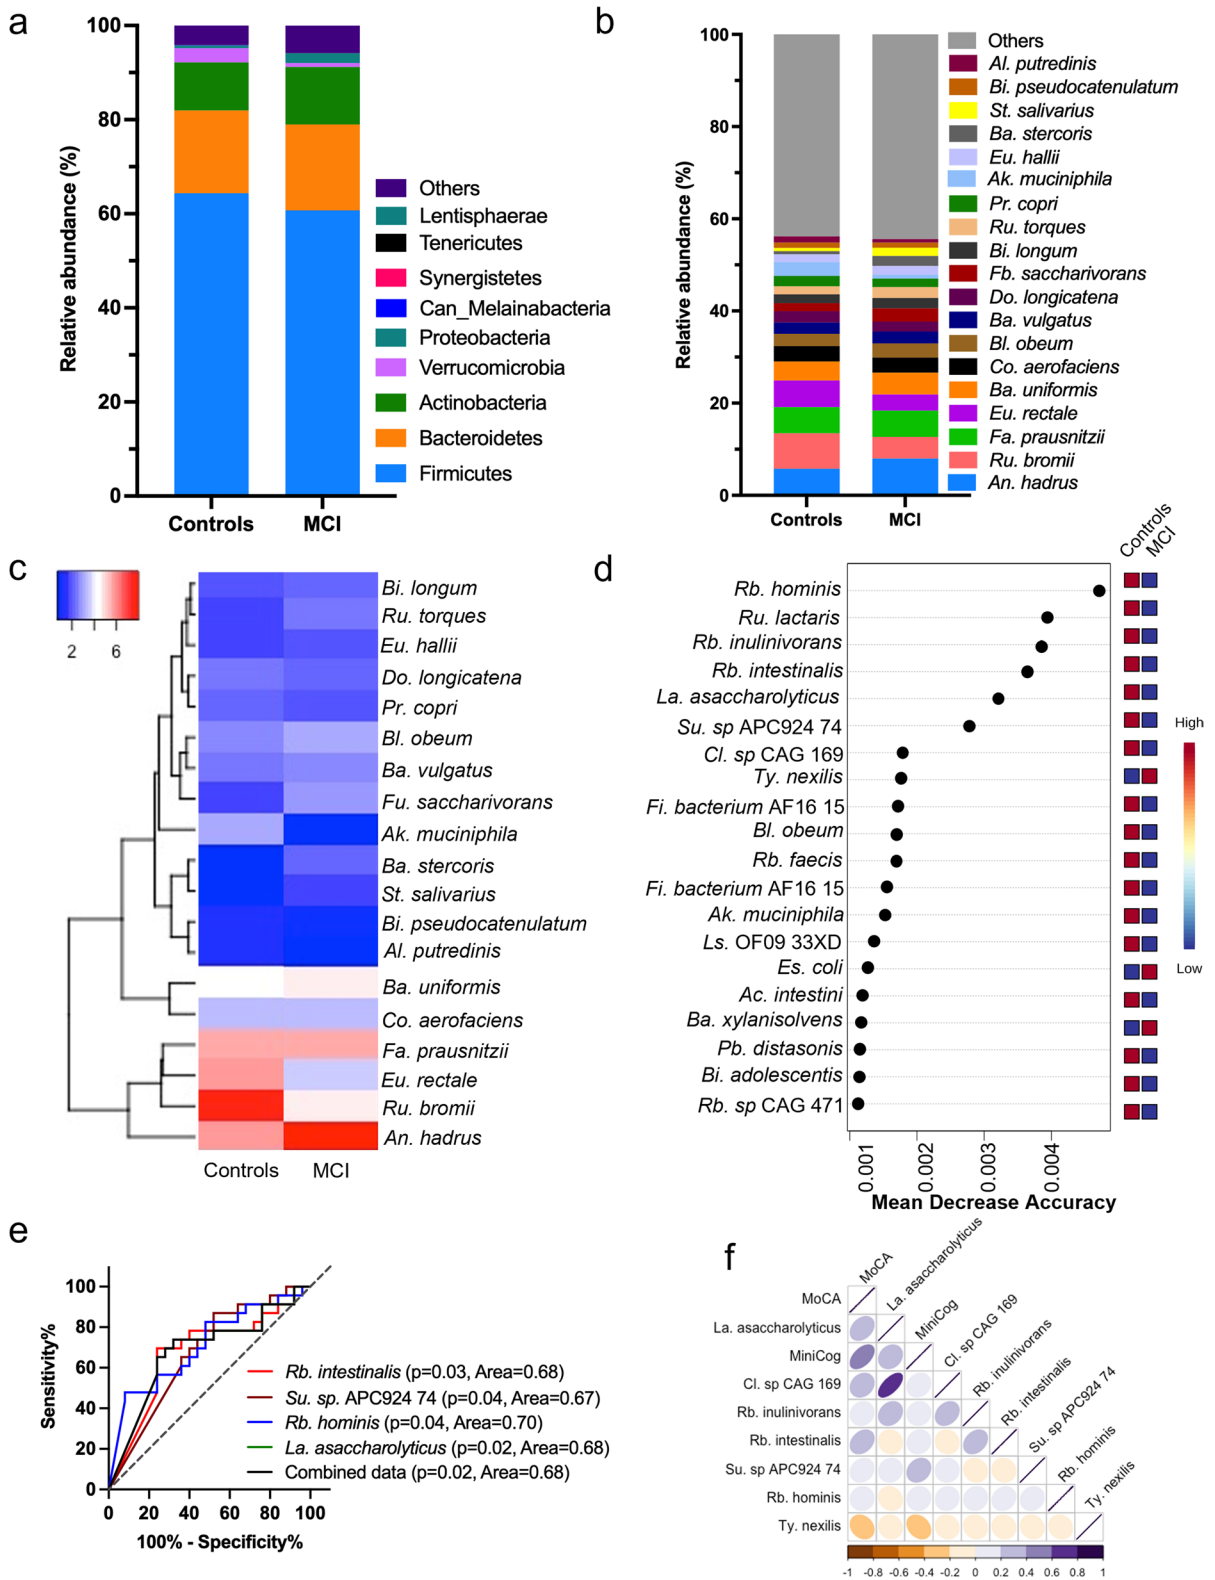 a
100
80
60
40
20
0
Relative abundance (%)
Controls
MCI
Others
Lentisphaerae
Tenericutes
Synergistetes
Can_Melainabacteria
Proteobacteria
Verrucomicrobia
Actinobacteria
Bacteroidetes
Firmicutes
b
100
80
60
40
20
0
Relative abundance (%)
Controls
MCI
Others
Al. putredinis
Bi. pseudocatenulatum
St. salivarius
Ba. stercoris
Eu. hallii
Ak. muciniphila
Pr. copri
Ru. torques
Bi. longum
Fb. saccharivorans
Do. longicatena
Ba. vulgatus
Bl. obeum
Co. aerofaciens
Ba. uniformis
Eu. rectale
Fa. prausnitzii
Ru. bromii
An. hadrus
c
2 6
Bi. longum
Ru. torques
Eu. hallii
Do. longicatena
Pr. copri
Bl. obeum
Ba. vulgatus
Fu. saccharivorans
Ak. muciniphila
Ba. stercoris
St. salivarius
Bi. pseudocatenulatum
Al. putredinis
Ba. uniformis
Co. aerofaciens
Fa. prausnitzii
Eu. rectale
Ru. bromii
An. hadrus
Controls MCI
d
Controls
MCI
Rb. hominis
Ru. lactaris
Rb. inulinivorans
Rb. intestinalis
La. asaccharolyticus
Su. sp APC924 74
Cl. sp CAG 169
Ty. nexilis
Fi. bacterium AF16 15
Bl. obeum
Rb. faecis
Fi. bacterium AF16 15
Ak. muciniphila
Ls. OF09 33XD
Es. coli
Ac. intestini
Ba. xylanisolvens
Pb. distasonis
Bi. adolescentis
Rb. sp CAG 471
0.001
0.002
0.003
0.004
Mean Decrease Accuracy
High
Low
e
100
80
60
40
20
0
Sensitivity%
0 20 40 60 80 100
100% - Specificity%
Rb. intestinalis (p=0.03, Area=0.68)
Su. sp. APC924 74 (p=0.04, Area=0.67)
Rb. hominis (p=0.04, Area=0.70)
La. asaccharolyticus (p=0.02, Area=0.68)
Combined data (p=0.02, Area=0.68)
f
MoCA
La. asaccharolyticus
MiniCog
Cl. sp CAG 169
Rb. inulinivorans
Rb. intestinalis
Su. sp APC924 74
Rb. hominis
Ty. nexilis
MoCA
La. asaccharolyticus
MiniCog
Cl. sp CAG 169
Rb. inulinivorans
Rb. intestinalis
Su. sp APC924 74
Rb. hominis
Ty. nexilis
-1 -0.8 -0.6 -0.4 -0.2 0 0.2 0.4 0.6 0.8 1